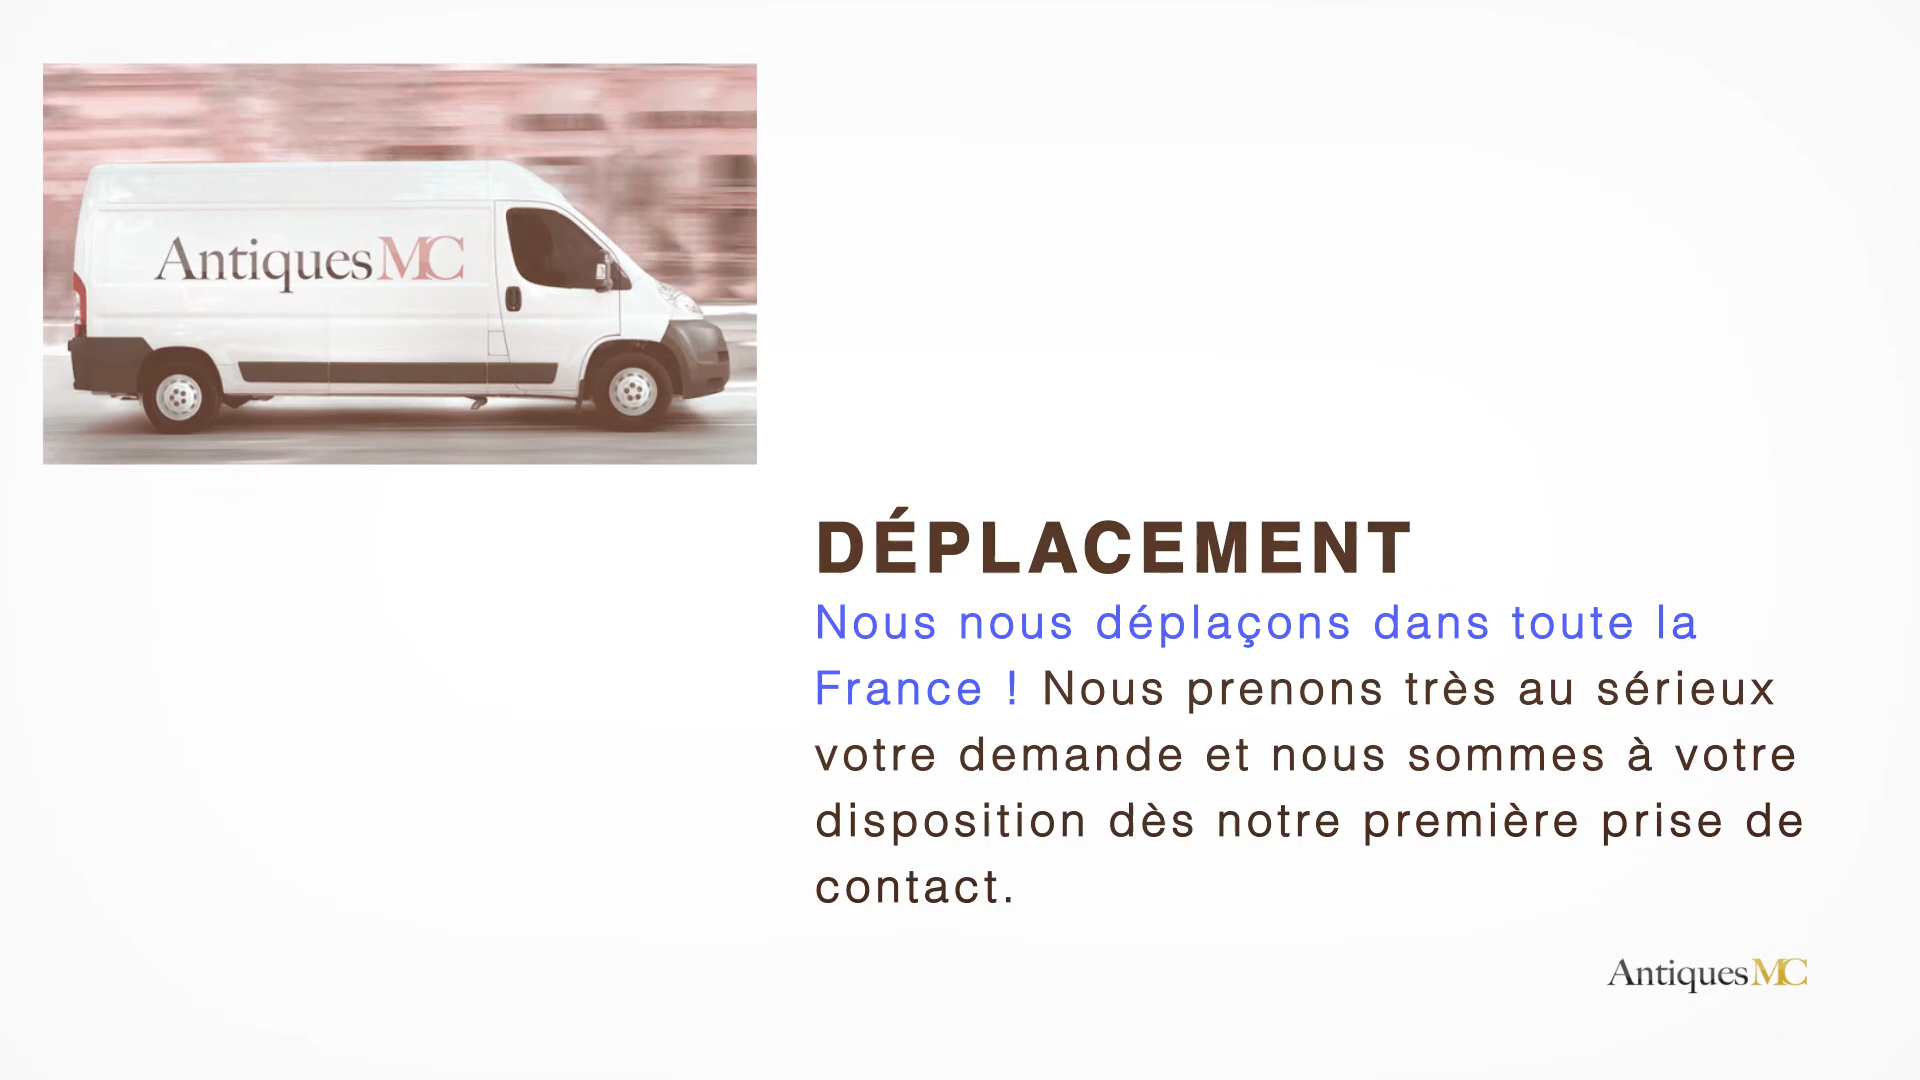 AntiquesMC
DÉPLACEMENT
Nous nous déplaçons dans toute la
France ! Nous prenons très au sérieux
votre demande et nous sommes à votre
disposition dès notre première prise de
contact.
AntiquesMC